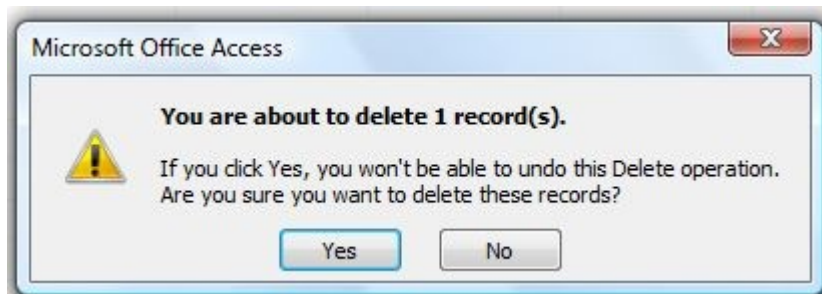 Microsoft Office Access
You are about to delete 1 record(s).
If you click Yes, you won't be able to undo this Delete operation.
Are you sure you want to delete these records?
Yes No